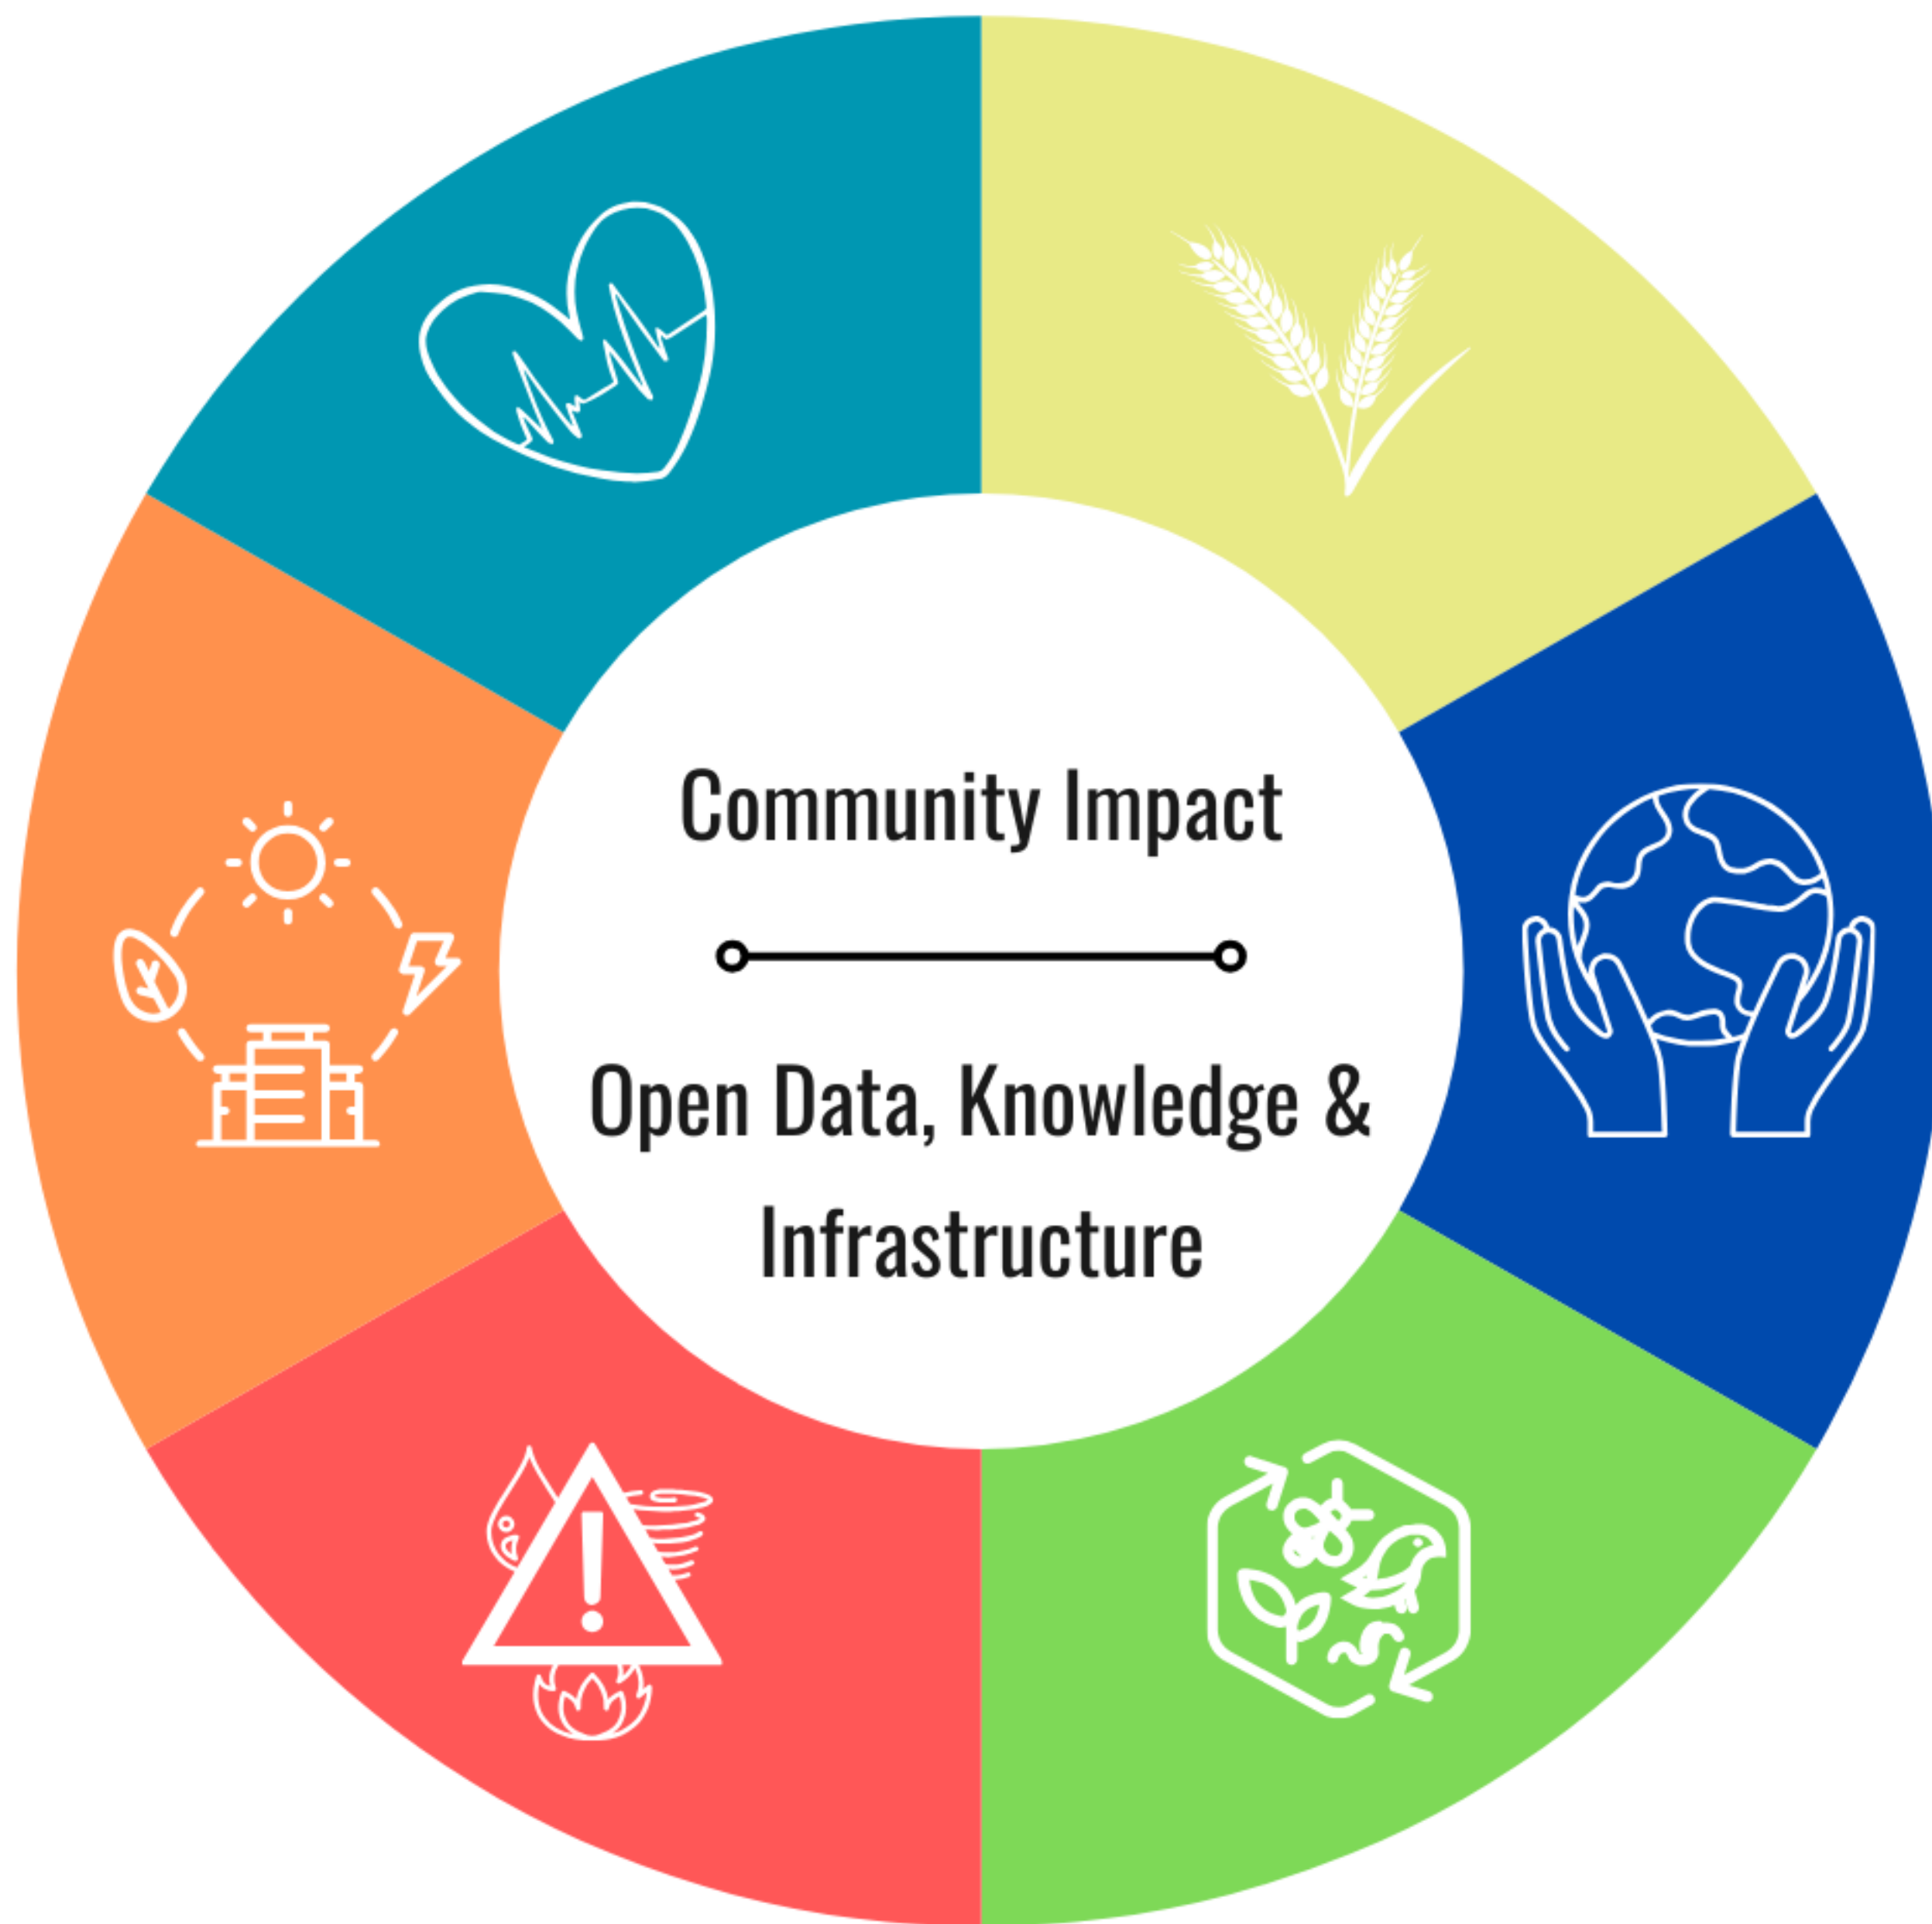 Community Impact
Open Data, Knowledge &
Infrastructure